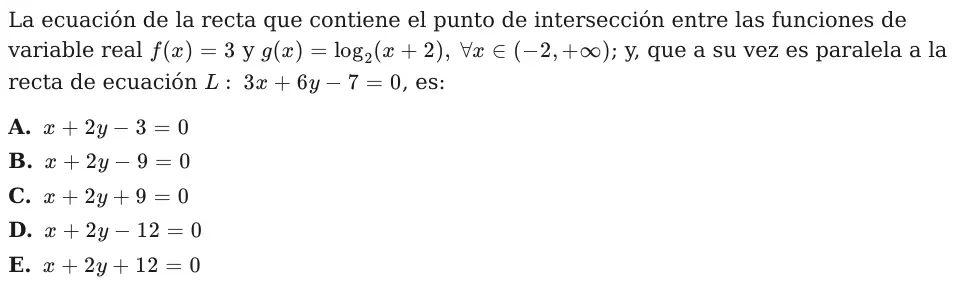 La ecuación de la recta que contiene el punto de intersección entre las funciones de
variable real f(x) = 3 y g(x) = log₂(x + 2), ∀x ∈ (−2, +∞); y, que a su vez es paralela a la
recta de ecuación L : 3x + 6y − 7 = 0, es:
A. x + 2y − 3 = 0
B. x + 2y − 9 = 0
C. x + 2y + 9 = 0
D. x + 2y − 12 = 0
E. x + 2y + 12 = 0